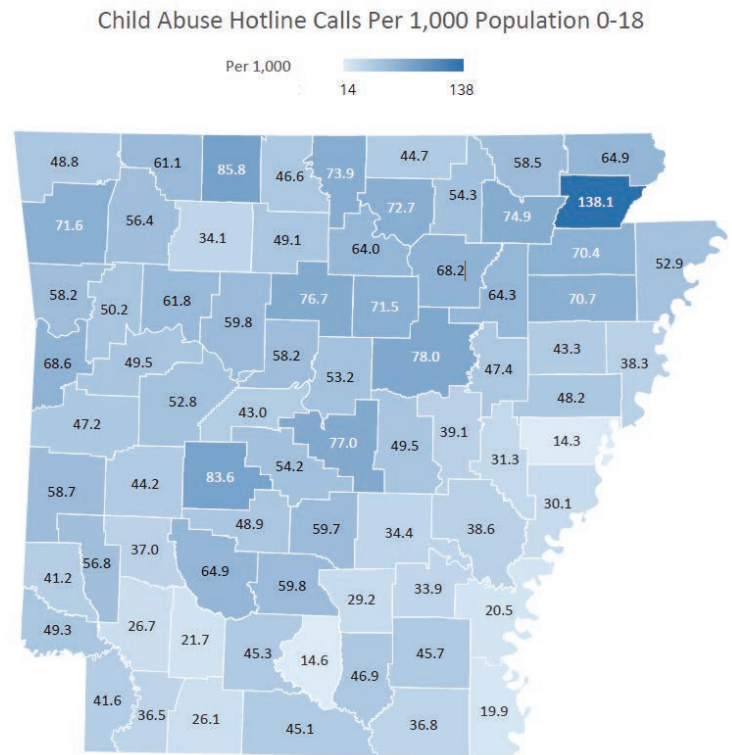 Child Abuse Hotline Calls Per 1,000 Population 0-18
Per 1,000
14 138
48.8 61.1 85.8 46.6 73.9 44.7 58.5 64.9
71.6 56.4 34.1 49.1 72.7 54.3 74.9 138.1
64.0 68.2 70.4 52.9
58.2 50.2 61.8 59.8 76.7 71.5 64.3 70.7
68.6 49.5 58.2 53.2 78.0 47.4 43.3 38.3
47.2 52.8 43.0 48.2
77.0 49.5 39.1 31.3 14.3
58.7 44.2 83.6 54.2 30.1
48.9 59.7 34.4 38.6
41.2 56.8 37.0 64.9 59.8 29.2 33.9 20.5
49.3 26.7 21.7 45.3 14.6 46.9 45.7
41.6 36.5 26.1 45.1 36.8 19.9